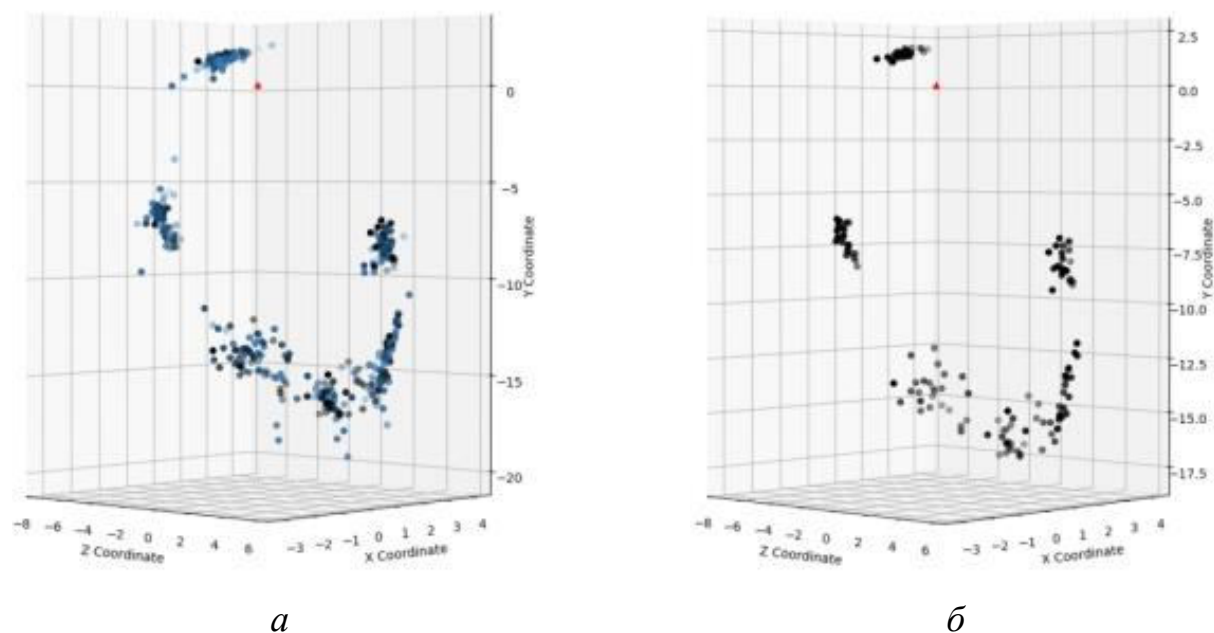 0
−5
−10
−15
−20
Y Coordinate
−8 −6 −4 −2 0 2 4 6
Z Coordinate
−3 −2 −1 0 1 2 3 4
X Coordinate
2.5
0.0
−2.5
−5.0
−7.5
−10.0
−12.5
−15.0
−17.5
Y Coordinate
−8 −6 −4 −2 0 2 4 6
Z Coordinate
−3 −2 −1 0 1 2 3 4
X Coordinate
а
б